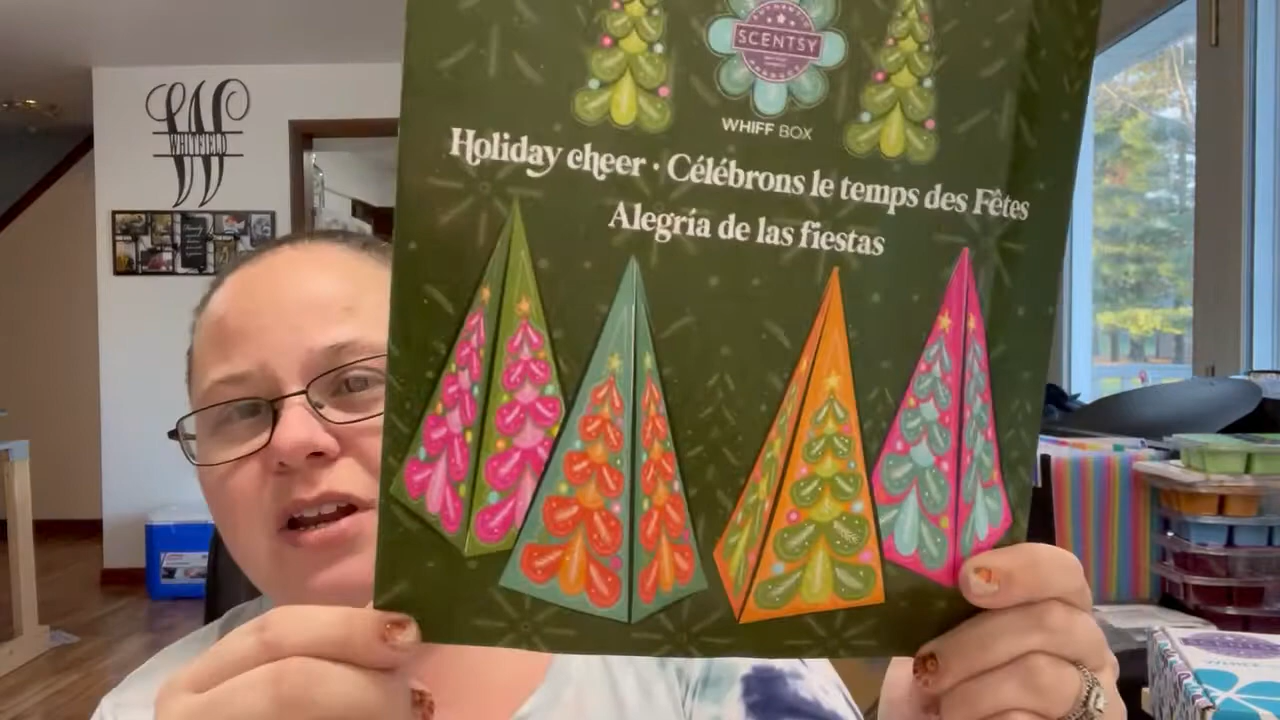 SCENTSY
WHIFF BOX
Holiday cheer · Célébrons le temps des Fêtes
Alegría de las fiestas
WHITFIELD